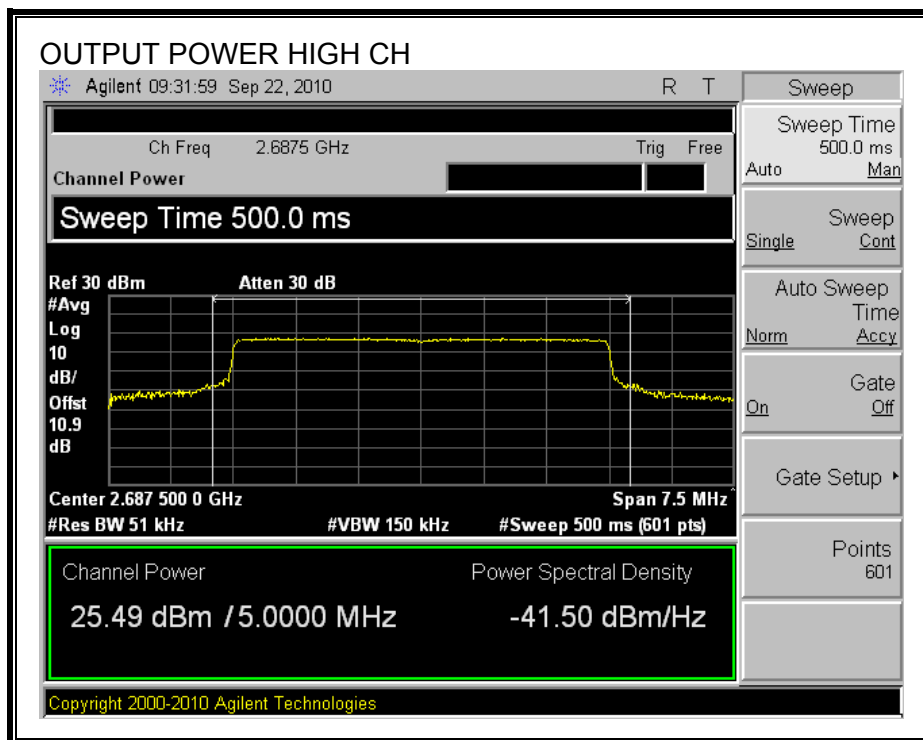 OUTPUT POWER HIGH CH
Agilent 09:31:59 Sep 22, 2010 R T
Ch Freq 2.6875 GHz Trig Free
Channel Power
Sweep Time 500.0 ms
Ref 30 dBm Atten 30 dB
#Avg
Log
10
dB/
Offst
10.9
dB
Center 2.687 500 0 GHz Span 7.5 MHz
#Res BW 51 kHz #VBW 150 kHz #Sweep 500 ms (601 pts)
Channel Power Power Spectral Density
25.49 dBm / 5.0000 MHz -41.50 dBm/Hz
Copyright 2000-2010 Agilent Technologies
Sweep
Sweep Time
500.0 ms
Auto Man
Sweep
Single Cont
Auto Sweep
Time
Norm Accy
Gate
On Off
Gate Setup
Points
601